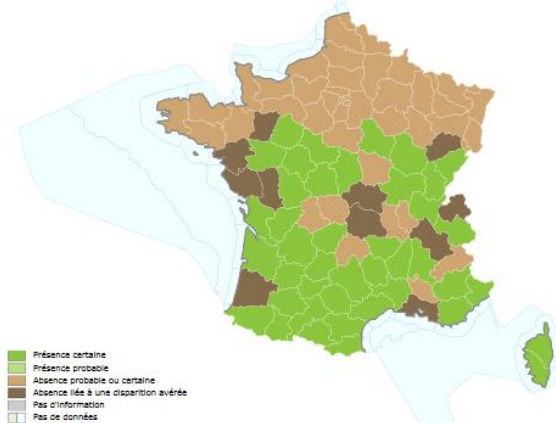 Présence certaine
Présence probable
Absence probable ou certaine
Absence liée à une disparition avérée
Pas d'information
Pas de données